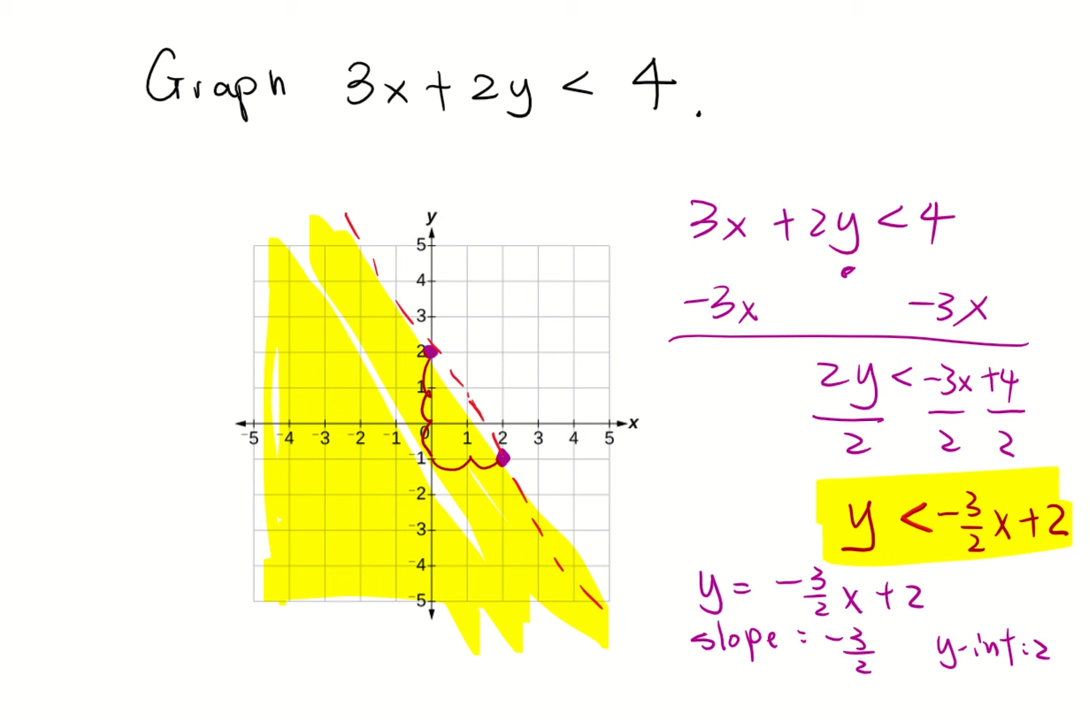 Graph 3x + 2y < 4.
y
5
4
3
2
1
0
-5 -4 -3 -2 -1 1 2 3 4 5 x
-1
-2
-3
-4
-5
3x + 2y < 4
-3x -3x
2y < -3x + 4
2 2 2
y < -3/2 x + 2
y = -3/2 x + 2
slope : -3/2 y-int: 2